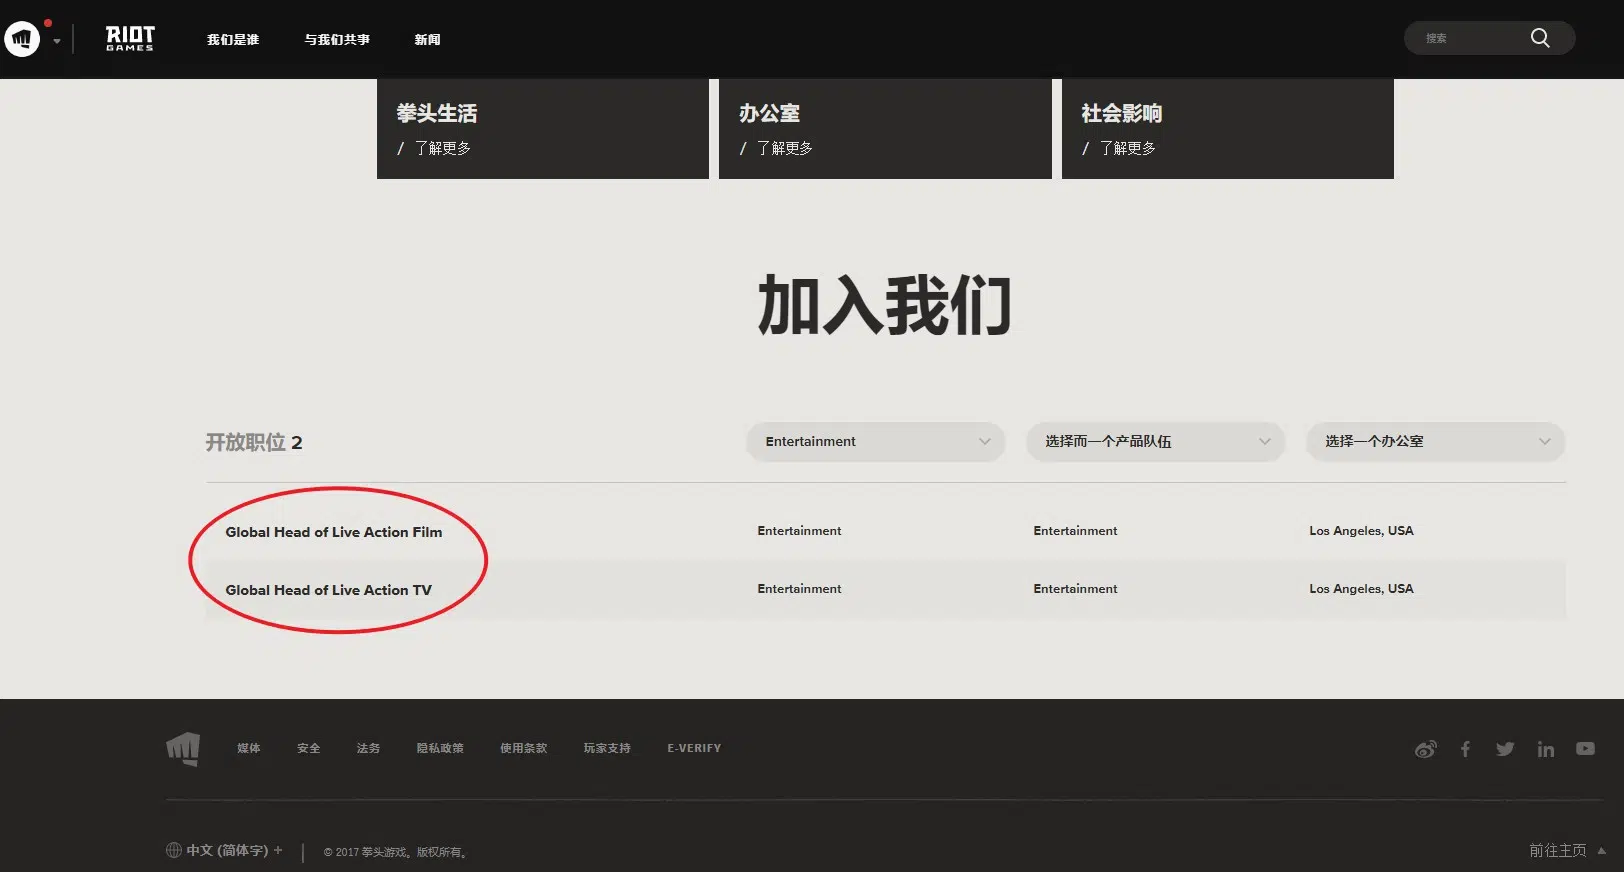 RIOT GAMES
我们是谁 与我们共事 新闻 搜索
拳头生活 办公室 社会影响
/ 了解更多 / 了解更多 / 了解更多
加入我们
开放职位 2 Entertainment 选择而一个产品队伍 选择一个办公室
Global Head of Live Action Film Entertainment Entertainment Los Angeles, USA
Global Head of Live Action TV Entertainment Entertainment Los Angeles, USA
媒体 安全 法务 隐私政策 使用条款 玩家支持 E-VERIFY
中文 (简体字) + © 2017 拳头游戏。版权所有。 前往主页